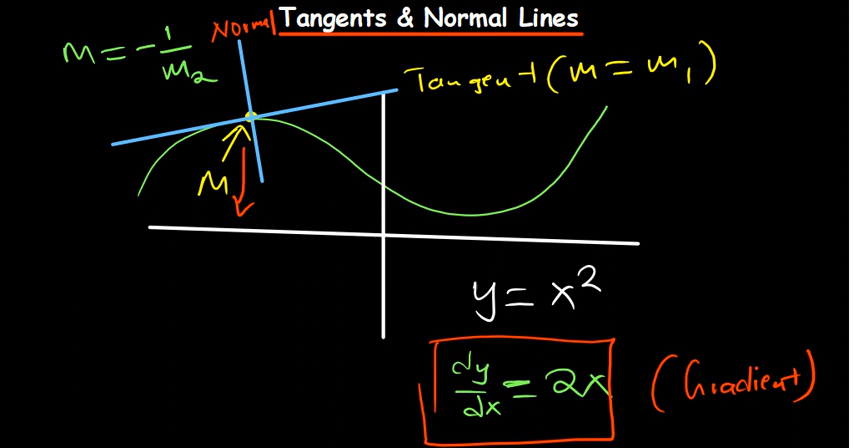 Tangents & Normal Lines
Normal
m = -1/m₂
Tangent (m = m₁)
M
y = x²
dy/dx = 2x (Gradient)